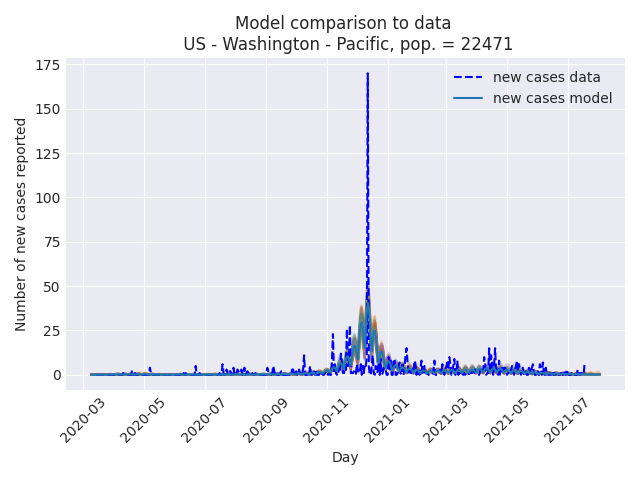 Model comparison to data
US - Washington - Pacific, pop. = 22471
new cases data
new cases model
Number of new cases reported
175
150
125
100
75
50
25
0
2020-03
2020-05
2020-07
2020-09
2020-11
2021-01
2021-03
2021-05
2021-07
Day